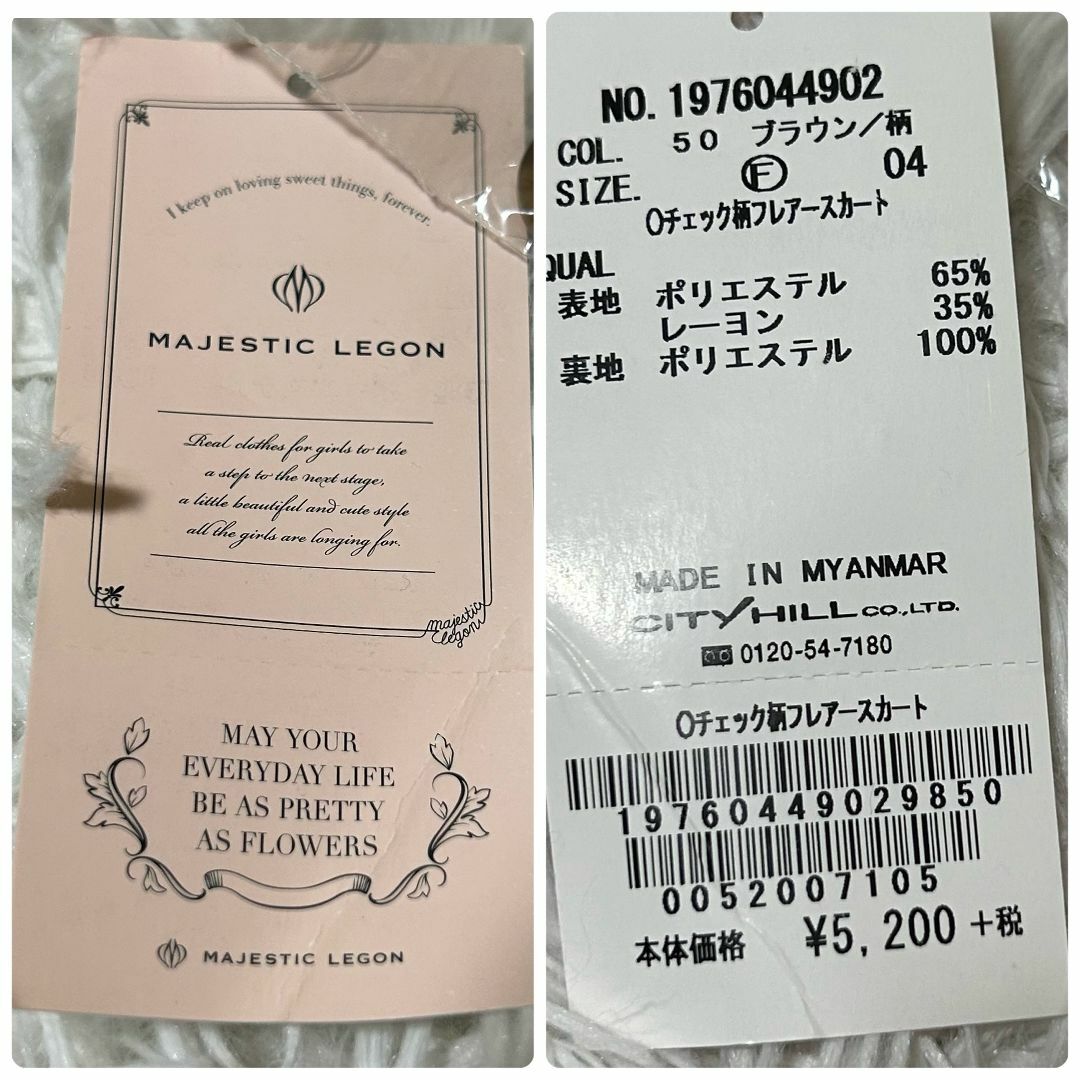 I keep on loving sweet things, forever.
MAJESTIC LEGON
Real clothes for girls to take
a step to the next stage,
a little beautiful and cute style
all the girls are longing for.
majestic
legon
MAY YOUR
EVERYDAY LIFE
BE AS PRETTY
AS FLOWERS
MAJESTIC LEGON
NO. 1976044902
COL. 50 ブラウン/柄
SIZE. Ⓕ 04
Oチェック柄フレアースカート
QUAL
表地 ポリエステル 65%
レーヨン 35%
裏地 ポリエステル 100%
MADE IN MYANMAR
CITYHILL CO.,LTD.
0120-54-7180
Oチェック柄フレアースカート
19760449029850
0052007105
本体価格 ¥5,200 +税